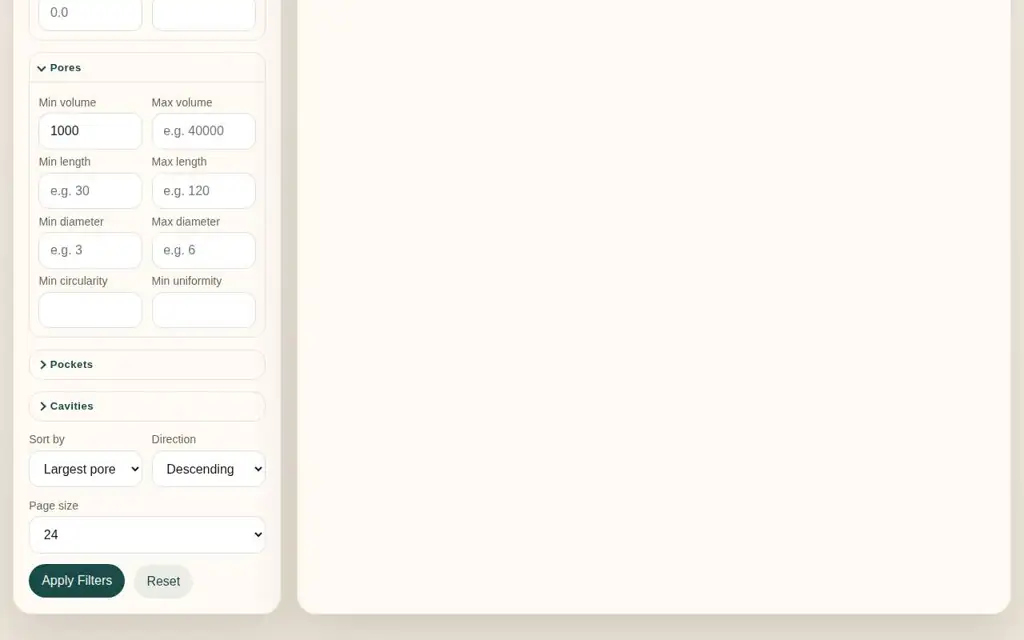 0.0
Pores
Min volume Max volume
1000 e.g. 40000
Min length Max length
e.g. 30 e.g. 120
Min diameter Max diameter
e.g. 3 e.g. 6
Min circularity Min uniformity
Pockets
Cavities
Sort by Direction
Largest pore Descending
Page size
24
Apply Filters Reset